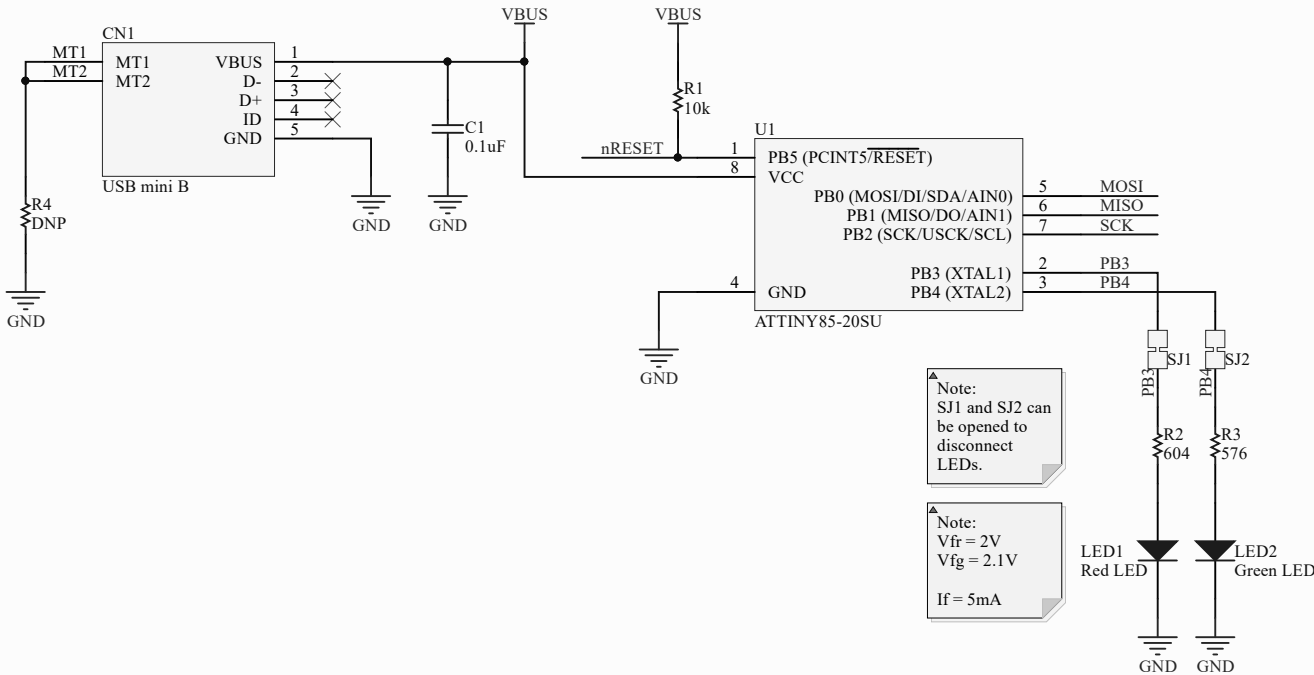 VBUS
VBUS
CN1
MT1
MT2
MT1
MT2
VBUS
D-
D+
ID
GND
1
2
3
4
5
USB mini B
R4
DNP
GND
GND
C1
0.1uF
GND
R1
10k
nRESET
U1
1
8
PB5 (PCINT5/RESET)
VCC
PB0 (MOSI/DI/SDA/AIN0)
PB1 (MISO/DO/AIN1)
PB2 (SCK/USCK/SCL)
PB3 (XTAL1)
PB4 (XTAL2)
5
6
7
2
3
MOSI
MISO
SCK
PB3
PB4
4
GND
ATTINY85-20SU
GND
SJ1
SJ2
PB3
PB4
Note:
SJ1 and SJ2 can
be opened to
disconnect
LEDs.
R2
604
R3
576
Note:
Vfr = 2V
Vfg = 2.1V
If = 5mA
LED1
Red LED
LED2
Green LED
GND
GND